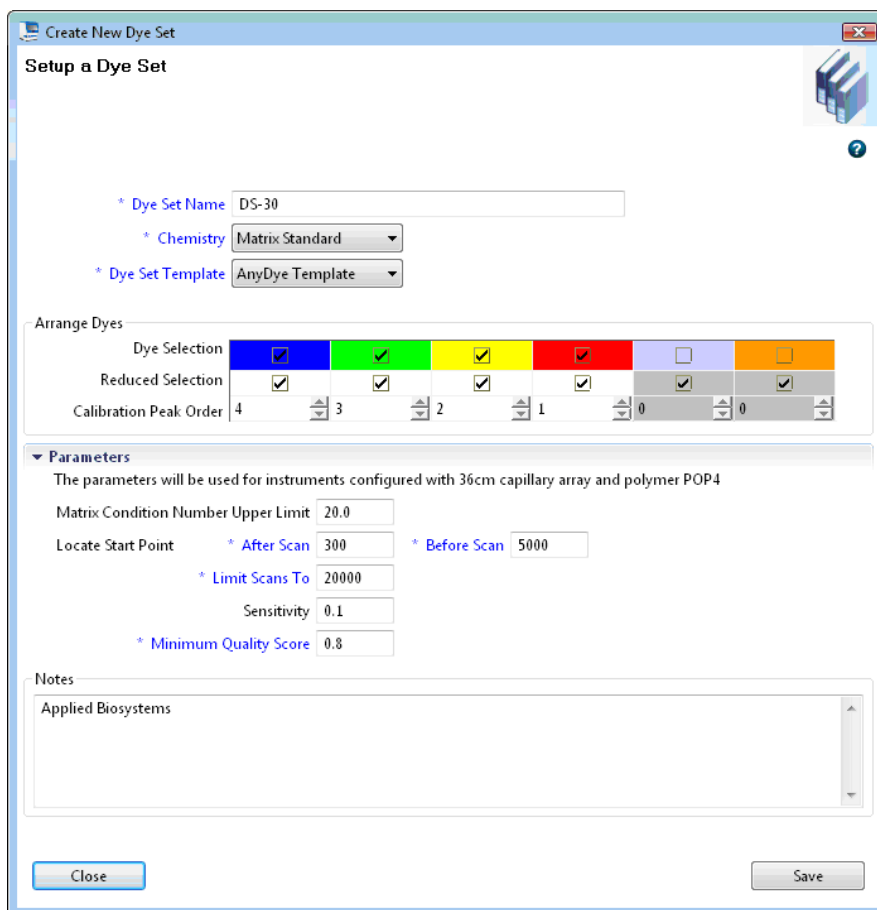 Create New Dye Set
Setup a Dye Set
?
* Dye Set Name DS-30
* Chemistry Matrix Standard
* Dye Set Template AnyDye Template
Arrange Dyes
Dye Selection
Reduced Selection
Calibration Peak Order 4 3 2 1 0 0
Parameters
The parameters will be used for instruments configured with 36cm capillary array and polymer POP4
Matrix Condition Number Upper Limit 20.0
Locate Start Point * After Scan 300 * Before Scan 5000
* Limit Scans To 20000
Sensitivity 0.1
* Minimum Quality Score 0.8
Notes
Applied Biosystems
Close Save